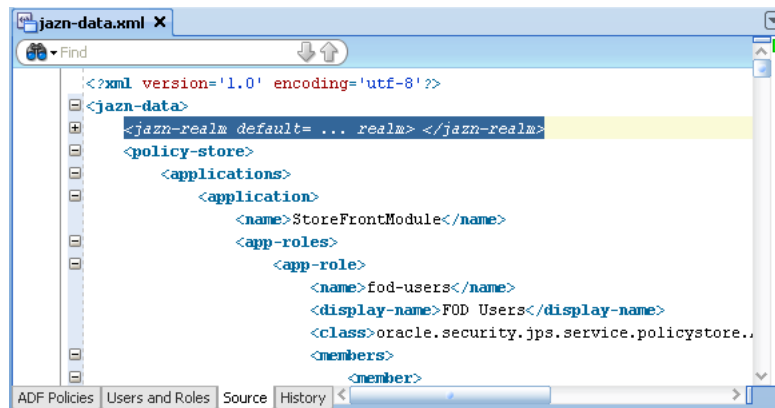 jazn-data.xml
Find
<?xml version='1.0' encoding='utf-8'?>
<jazn-data>
<jazn-realm default= ... realm> </jazn-realm>
<policy-store>
<applications>
<application>
<name>StoreFrontModule</name>
<app-roles>
<app-role>
<name>fod-users</name>
<display-name>FOD Users</display-name>
<class>oracle.security.jps.service.policystore.
<members>
<member>
ADF Policies Users and Roles Source History